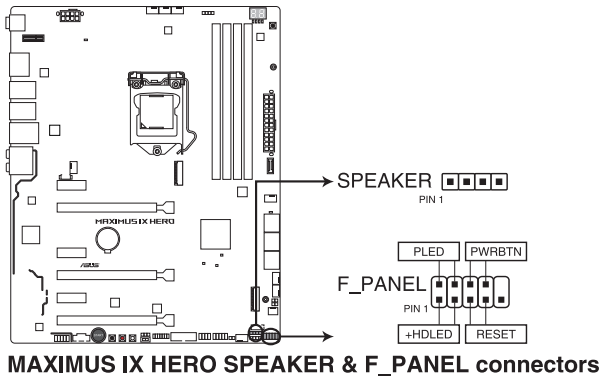 MAXIMUS IX HERO
/SUS
SPEAKER
PIN 1
PLED PWRBTN
F_PANEL
PIN 1
+HDLED RESET
MAXIMUS IX HERO SPEAKER & F_PANEL connectors